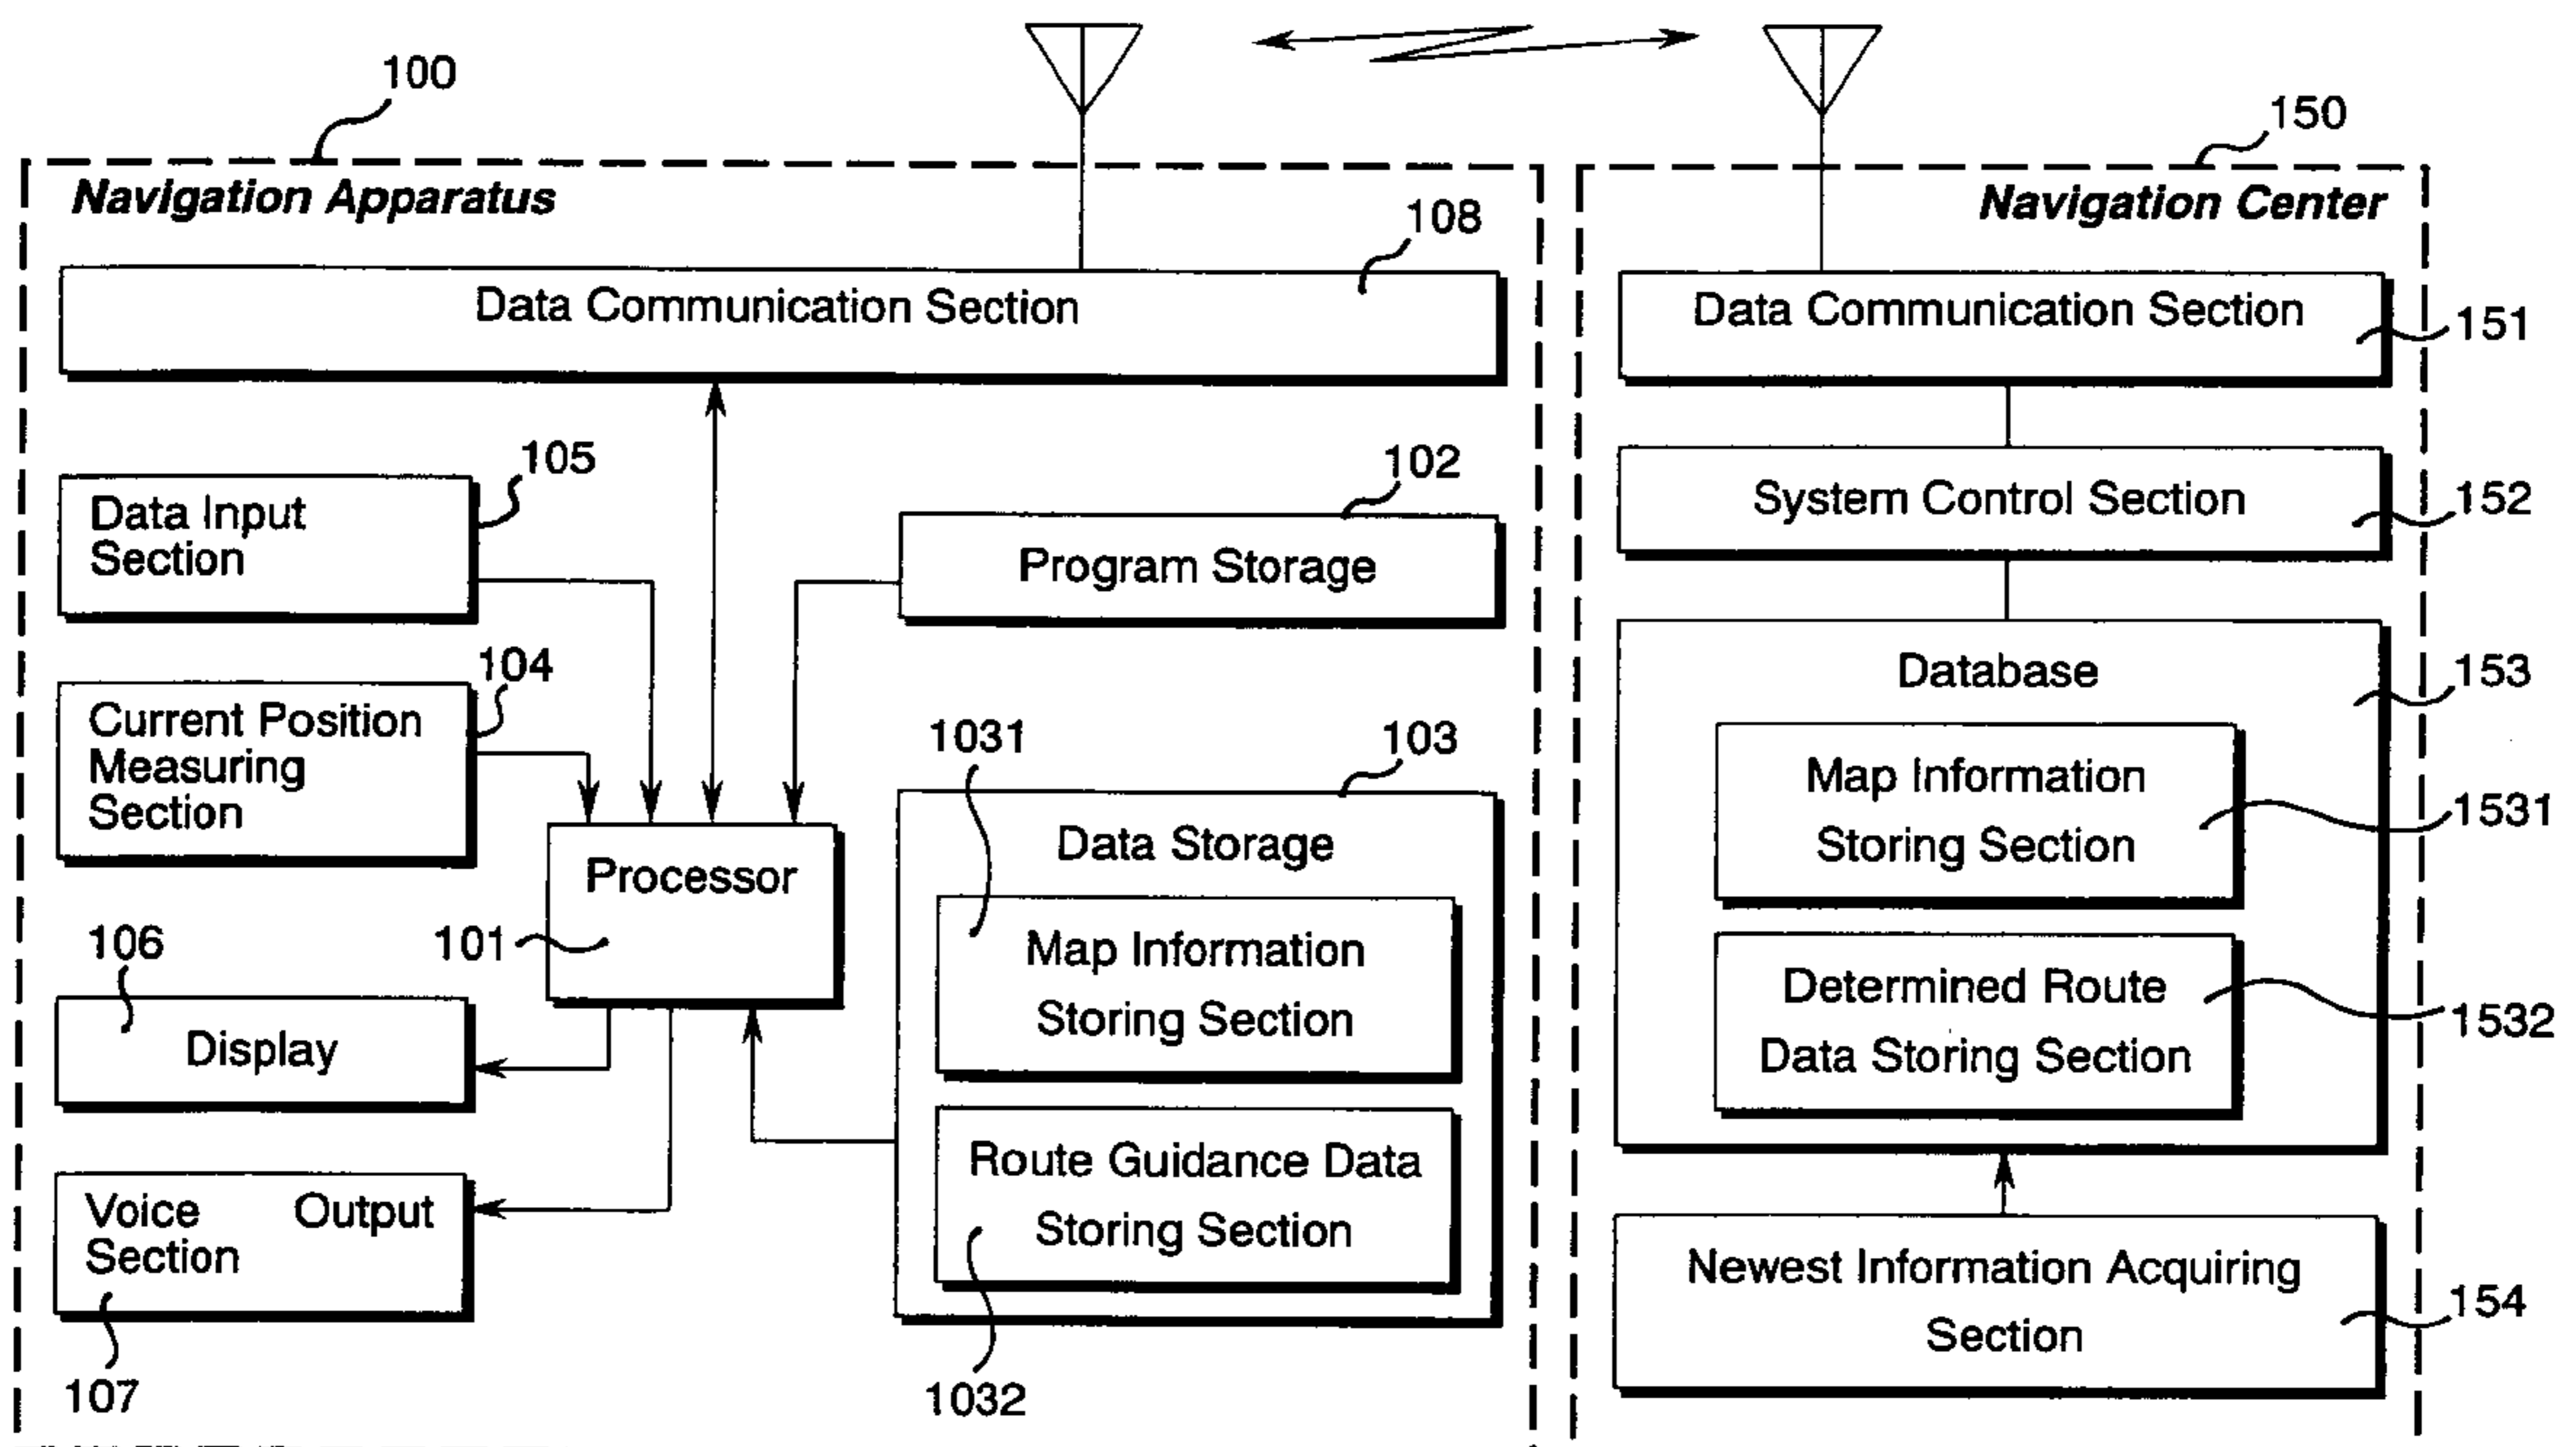 100
150
Navigation Apparatus
Navigation Center
108
Data Communication Section
Data Communication Section
151
105
102
Data Input
Section
Program Storage
System Control Section
152
104
Current Position
Measuring
Section
1031
103
Database
153
Map Information
Storing Section
1531
Processor
101
Data Storage
Map Information
Storing Section
Determined Route
Data Storing Section
1532
106
Display
Route Guidance Data
Storing Section
1032
Voice Output
Section
107
Newest Information Acquiring
Section
154